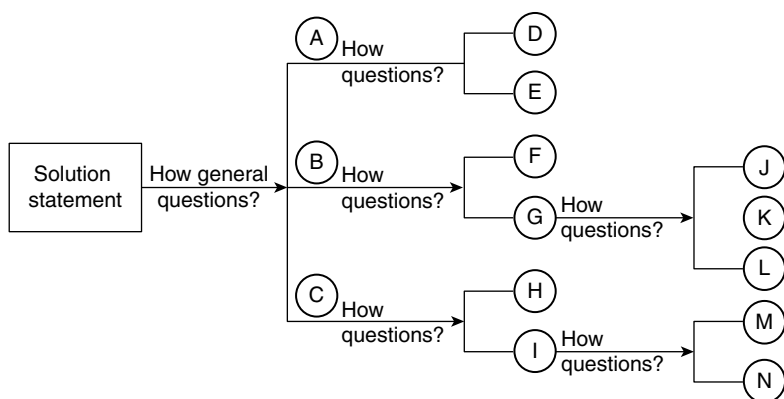 A
How
questions?
D
E
Solution
statement
How general
questions?
B
How
questions?
F
G
How
questions?
J
K
L
C
How
questions?
H
I
How
questions?
M
N